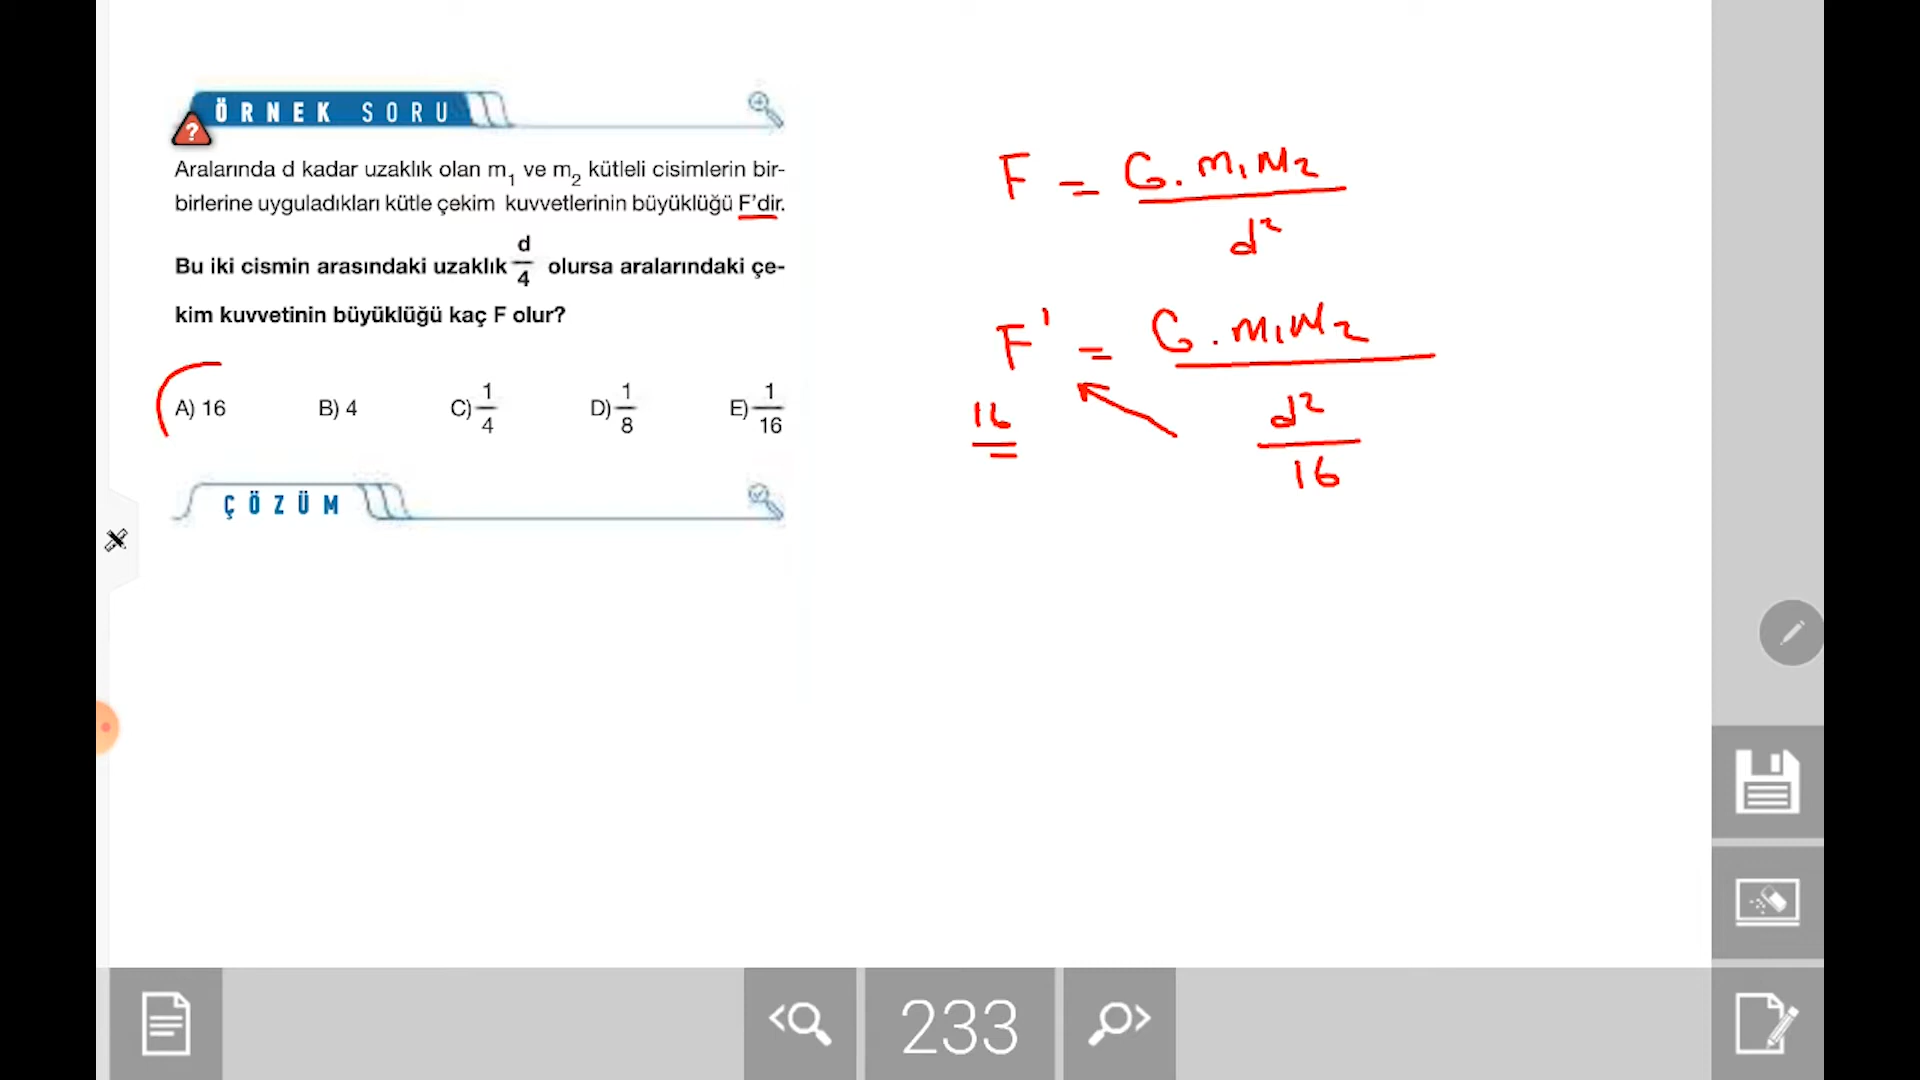 ÖRNEK SORU
?
Aralarında d kadar uzaklık olan m₁ ve m₂ kütleli cisimlerin bir-
birlerine uyguladıkları kütle çekim kuvvetlerinin büyüklüğü F'dir.
Bu iki cismin arasındaki uzaklık d/4 olursa aralarındaki çe-
kim kuvvetinin büyüklüğü kaç F olur?
A) 16 B) 4 C) 1/4 D) 1/8 E) 1/16
ÇÖZÜM
F = G.m₁m₂
d²
F' = G.m₁m₂
16
d²
16
233